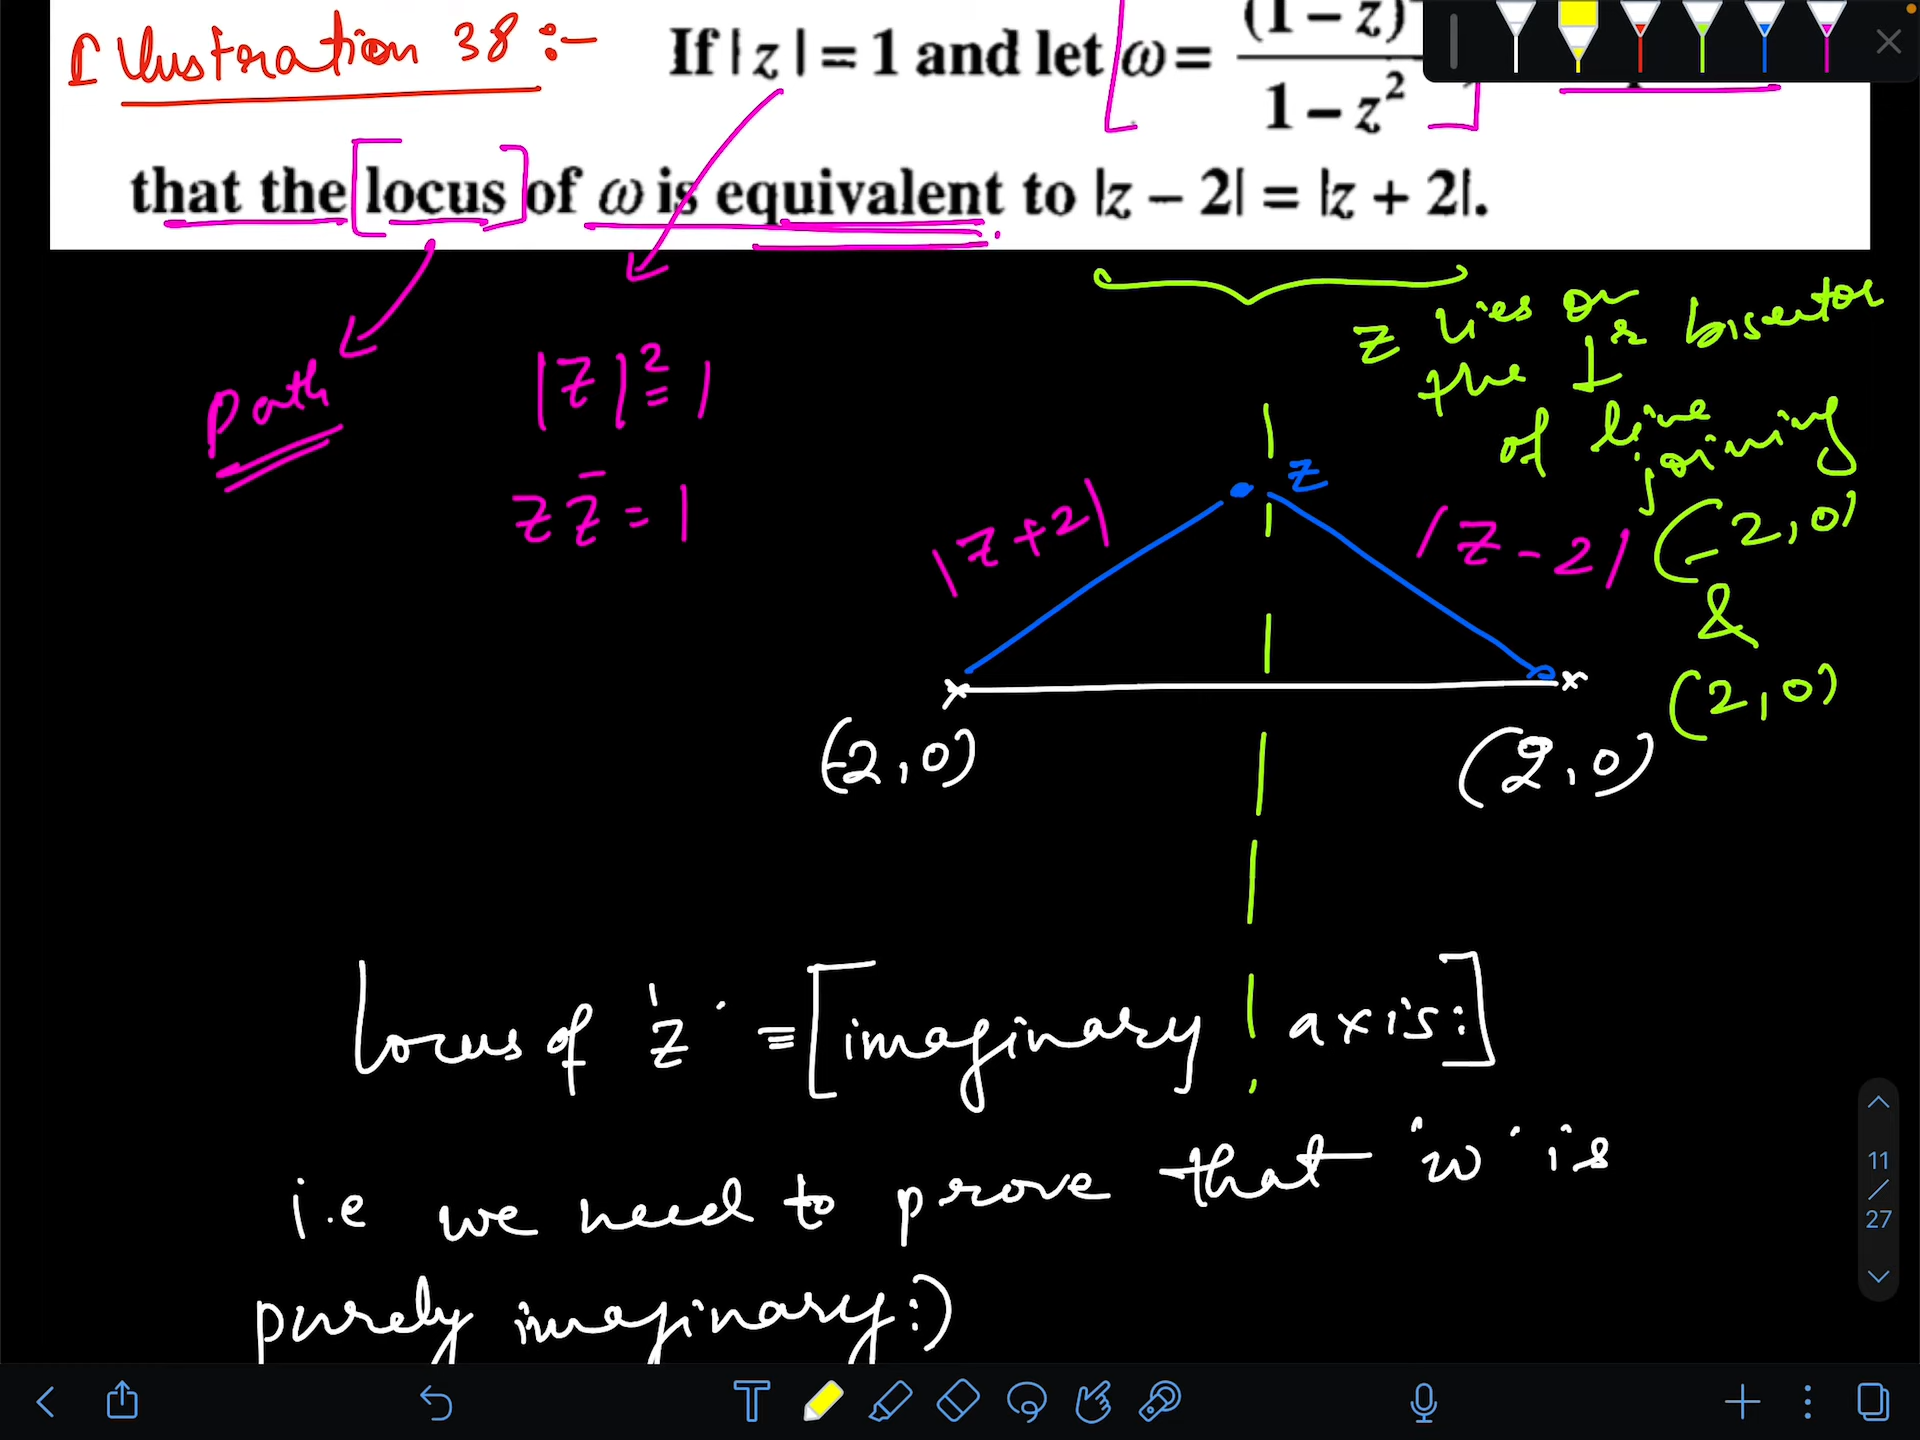 Illustration 38 :-
If | z | = 1 and let ω = (1 – z)
1 – z²
that the locus of ω is equivalent to |z – 2| = |z + 2|.
z lies on
the ⊥r bisector
of line
joining
(-2,0)
&
(2,0)
Path
|z|² = 1
z z̄ = 1
z
|z+2|
|z-2|
(-2,0)
(2,0)
Locus of 'z' ≡ [imaginary axis:]
i.e we need to prove that 'w' is
purely imaginary:)
11
/
27
T